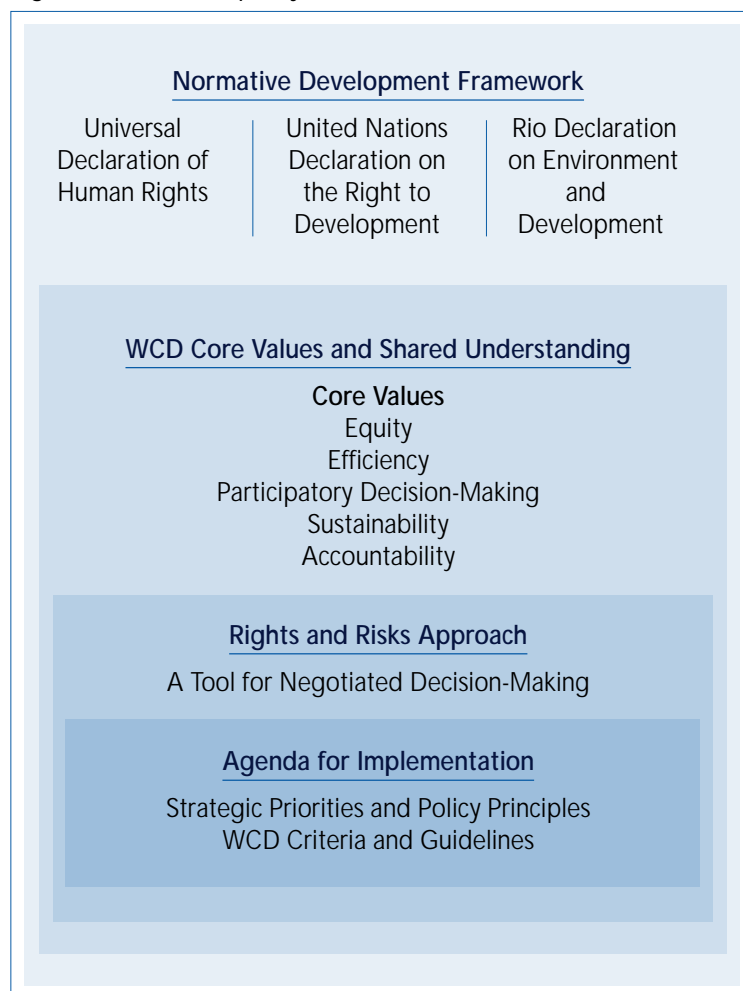 Normative Development Framework
Universal
Declaration of
Human Rights
United Nations
Declaration on
the Right to
Development
Rio Declaration
on Environment
and
Development
WCD Core Values and Shared Understanding
Core Values
Equity
Efficiency
Participatory Decision-Making
Sustainability
Accountability
Rights and Risks Approach
A Tool for Negotiated Decision-Making
Agenda for Implementation
Strategic Priorities and Policy Principles
WCD Criteria and Guidelines